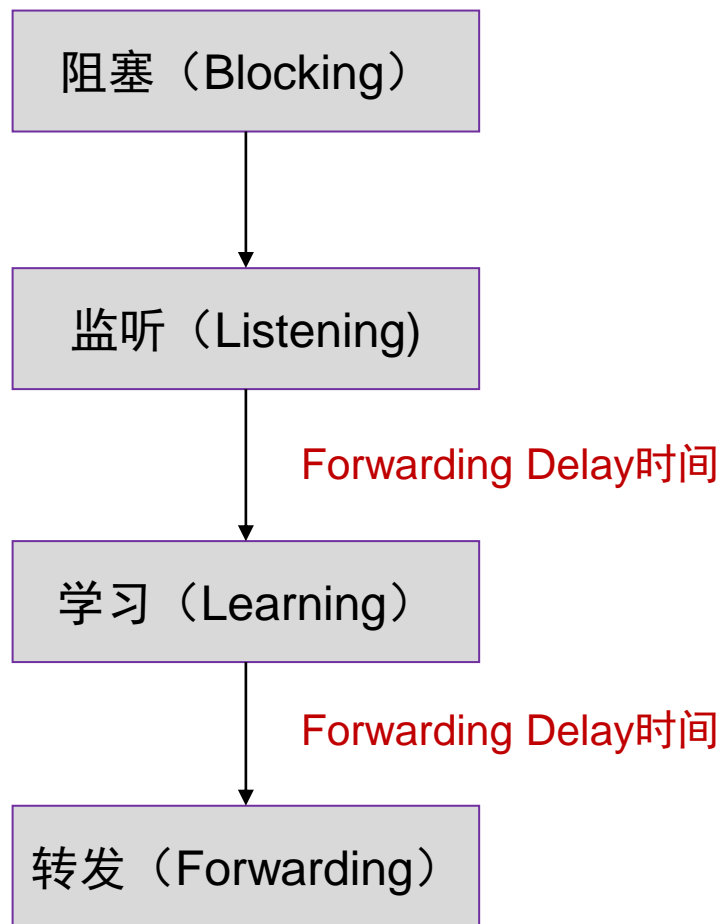 阻塞（Blocking）
监听（Listening)
Forwarding Delay时间
学习（Learning）
Forwarding Delay时间
转发（Forwarding）